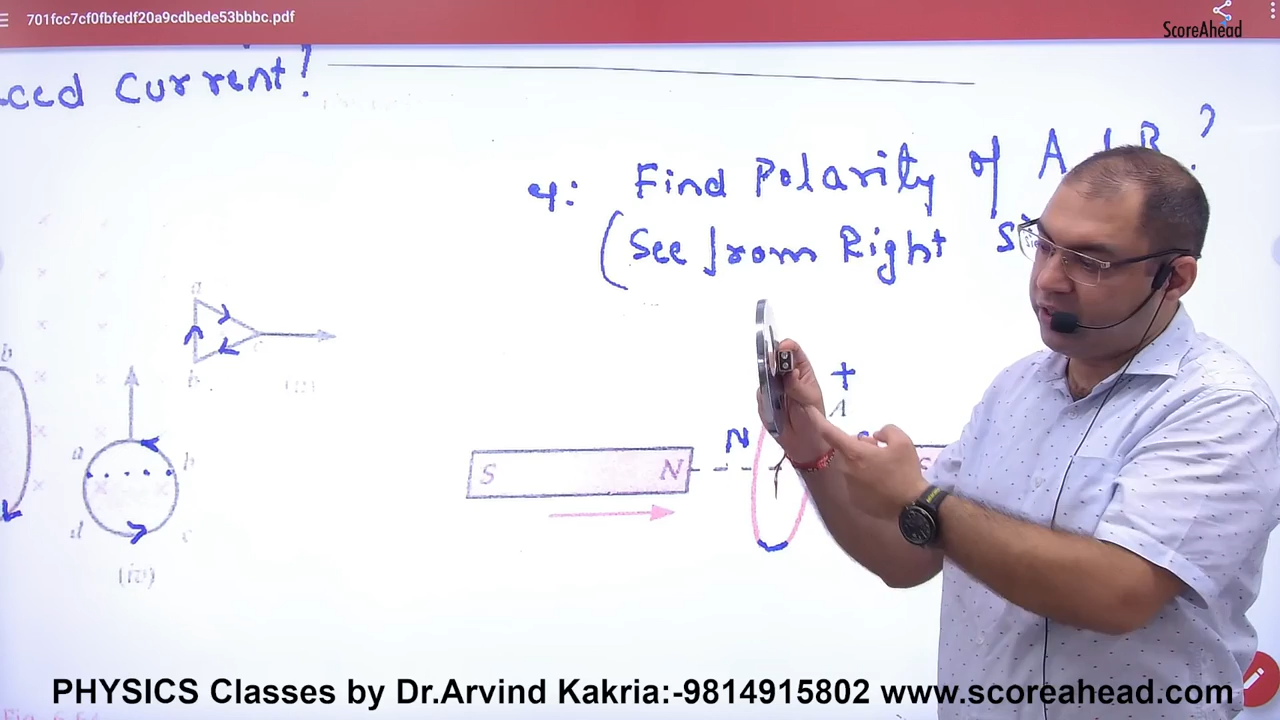 701fcc7cf0fbfedf20a9cdbede53bbbc.pdf
ScoreAhead
ced current?
4: Find Polarity of A & B ?
(See from Right
a
b
c
(v)
b
a
b
d
c
(iv)
+
A
N
S
N
S
PHYSICS Classes by Dr.Arvind Kakria:-9814915802 www.scoreahead.com